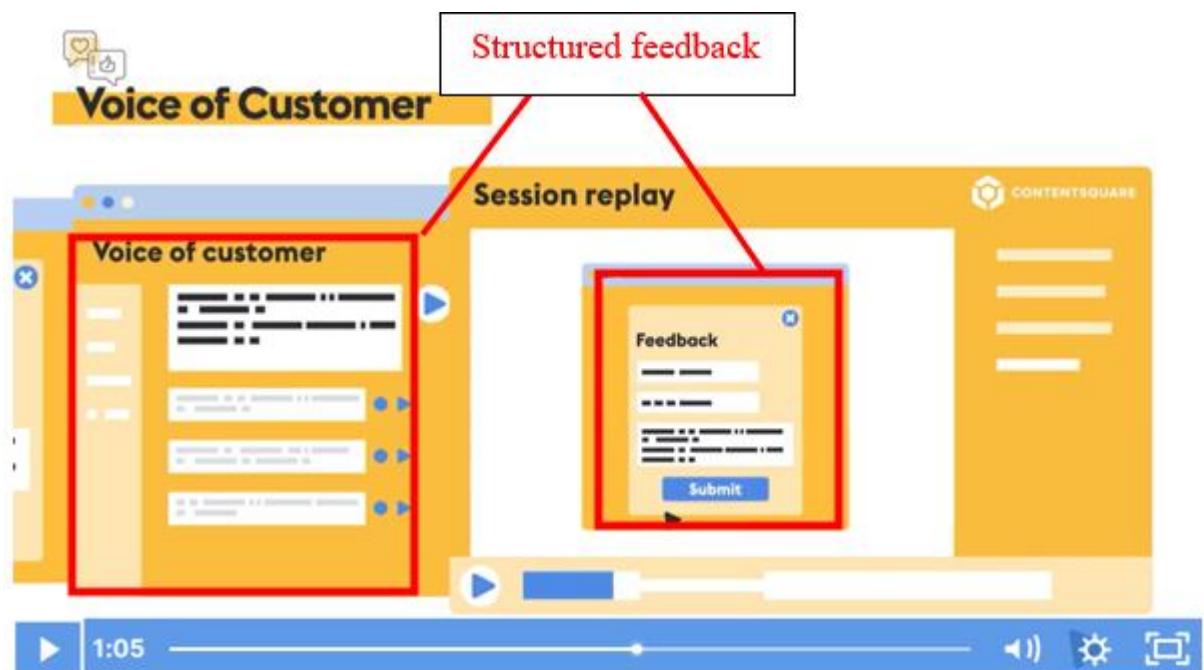 Structured feedback
Voice of Customer
Session replay
CONTENTSQUARE
Voice of customer
Feedback
Submit
1:05